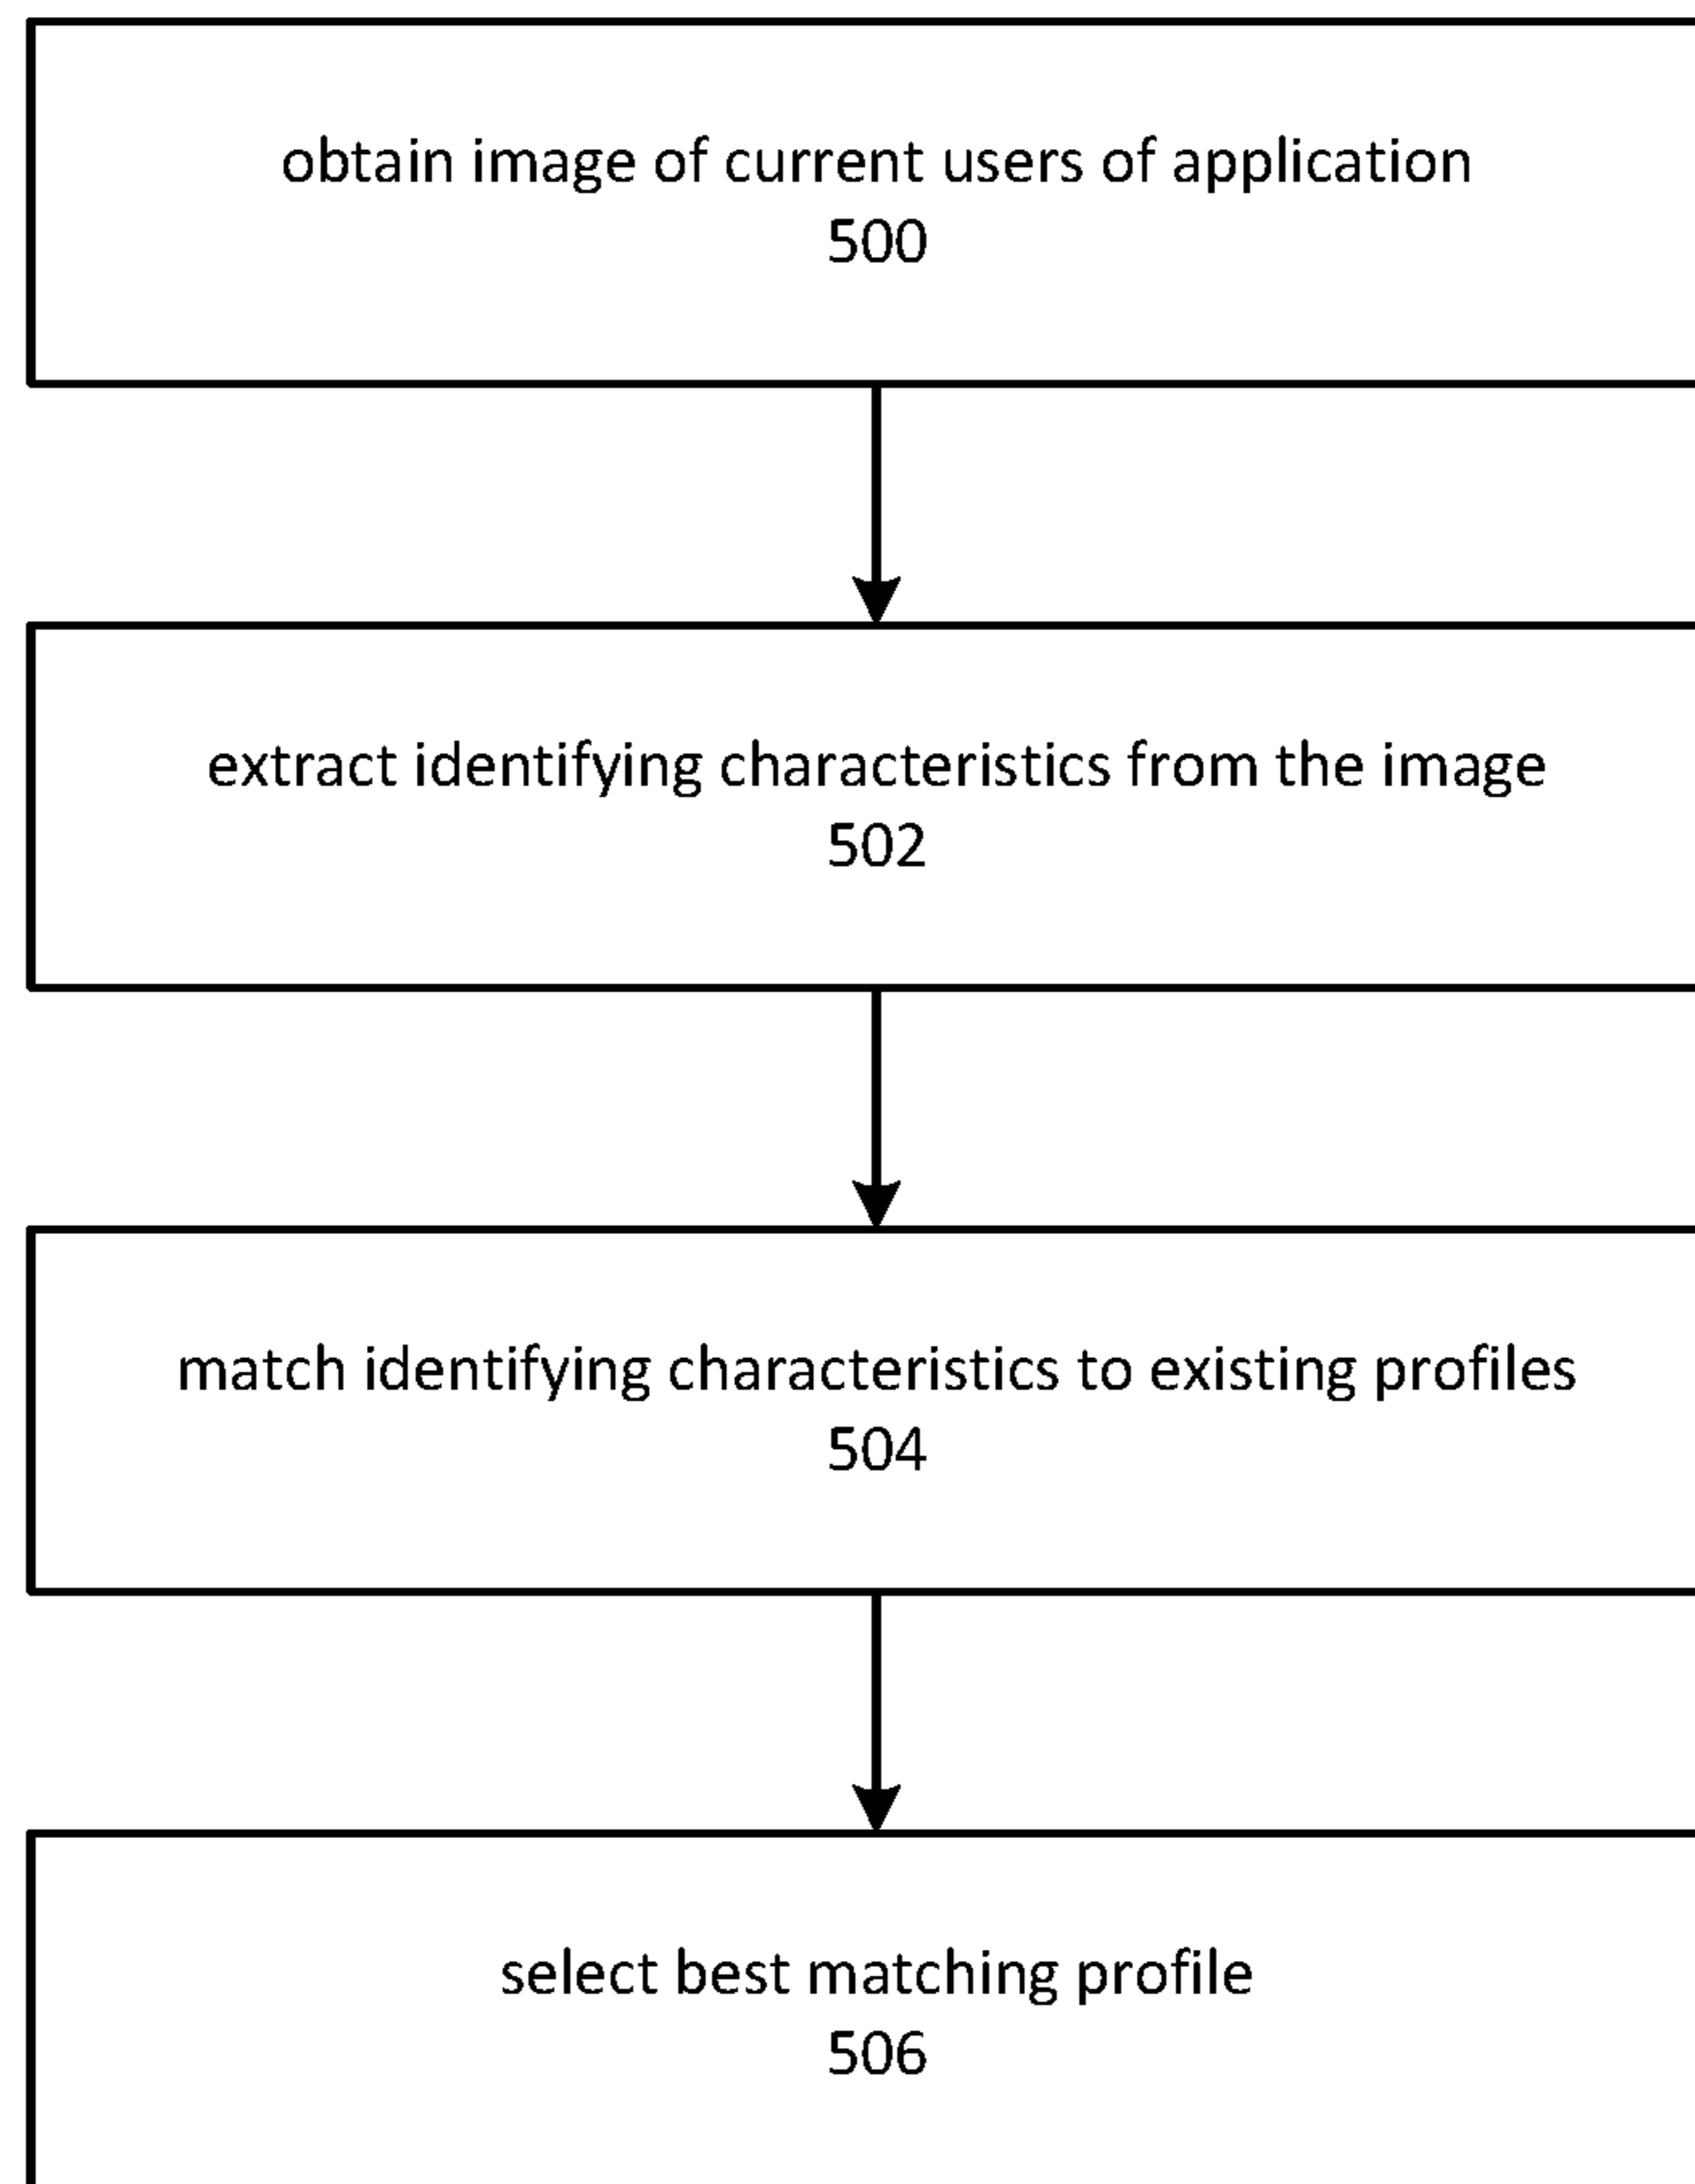 obtain image of current users of application
500
extract identifying characteristics from the image
502
match identifying characteristics to existing profiles
504
select best matching profile
506